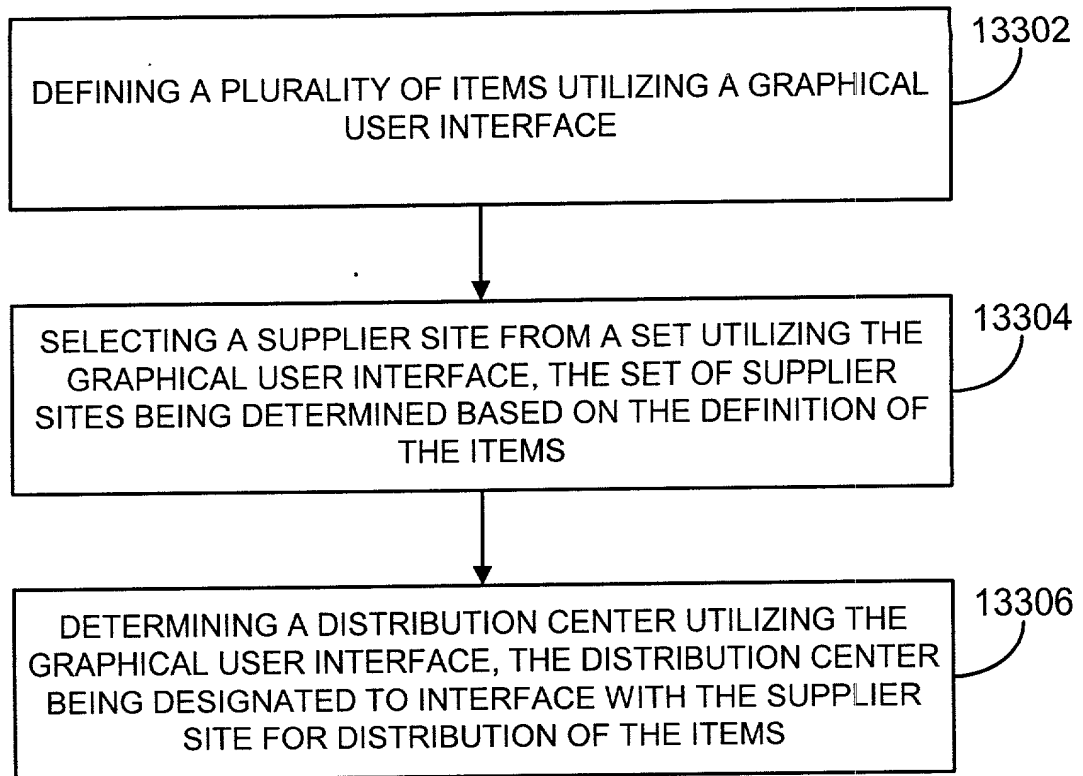 13302
DEFINING A PLURALITY OF ITEMS UTILIZING A GRAPHICAL
USER INTERFACE
13304
SELECTING A SUPPLIER SITE FROM A SET UTILIZING THE
GRAPHICAL USER INTERFACE, THE SET OF SUPPLIER
SITES BEING DETERMINED BASED ON THE DEFINITION OF
THE ITEMS
13306
DETERMINING A DISTRIBUTION CENTER UTILIZING THE
GRAPHICAL USER INTERFACE, THE DISTRIBUTION CENTER
BEING DESIGNATED TO INTERFACE WITH THE SUPPLIER
SITE FOR DISTRIBUTION OF THE ITEMS